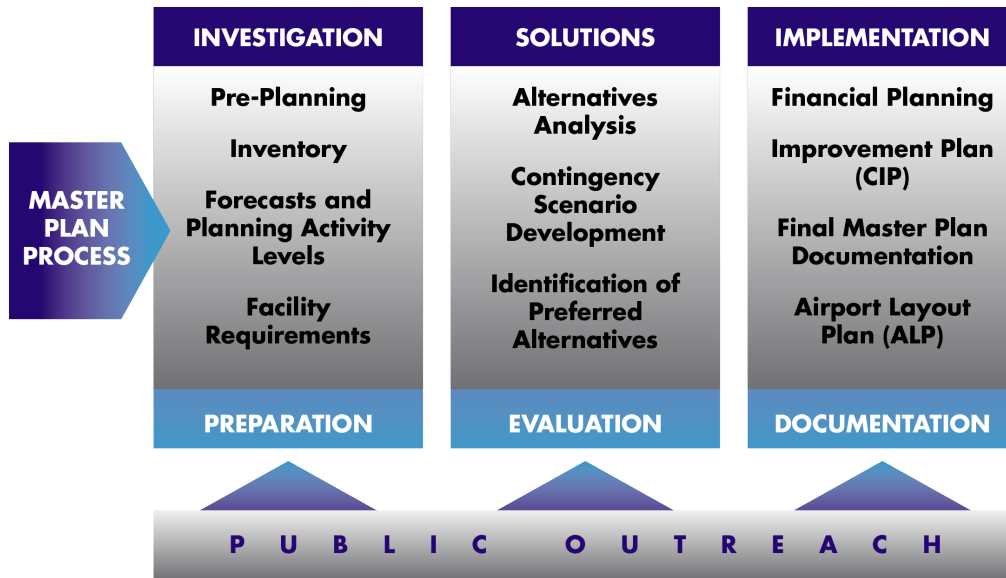 MASTER
PLAN
PROCESS
INVESTIGATION
Pre-Planning
Inventory
Forecasts and
Planning Activity
Levels
Facility
Requirements
PREPARATION
SOLUTIONS
Alternatives
Analysis
Contingency
Scenario
Development
Identification of
Preferred
Alternatives
EVALUATION
IMPLEMENTATION
Financial Planning
Improvement Plan
(CIP)
Final Master Plan
Documentation
Airport Layout
Plan (ALP)
DOCUMENTATION
PUBLIC OUTREACH